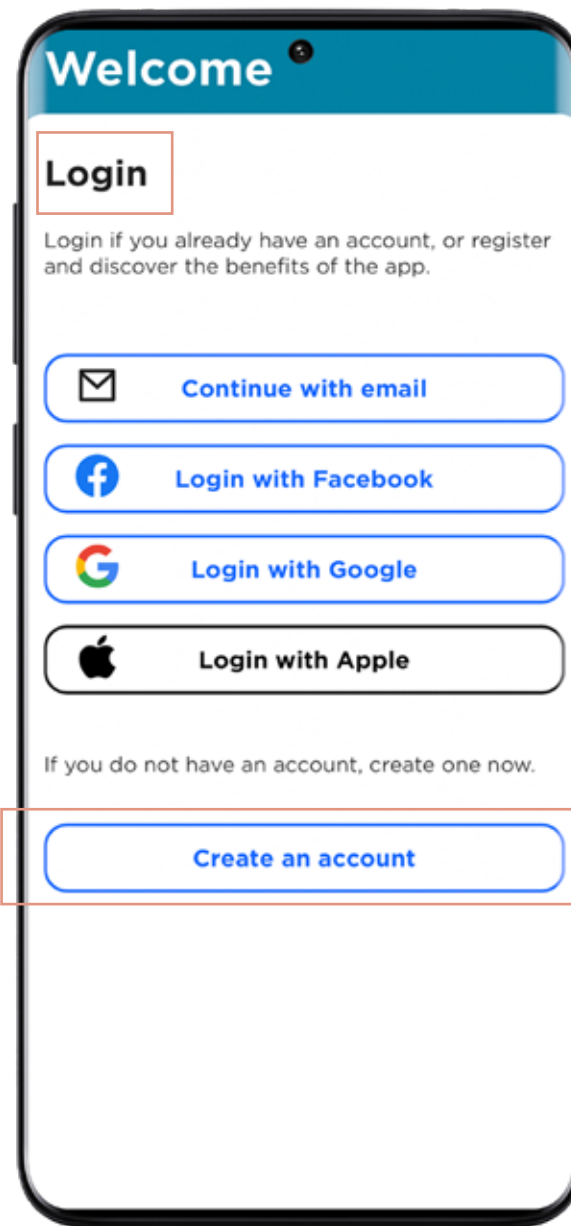 Welcome
Login
Login if you already have an account, or register
and discover the benefits of the app.
Continue with email
Login with Facebook
Login with Google
Login with Apple
If you do not have an account, create one now.
Create an account